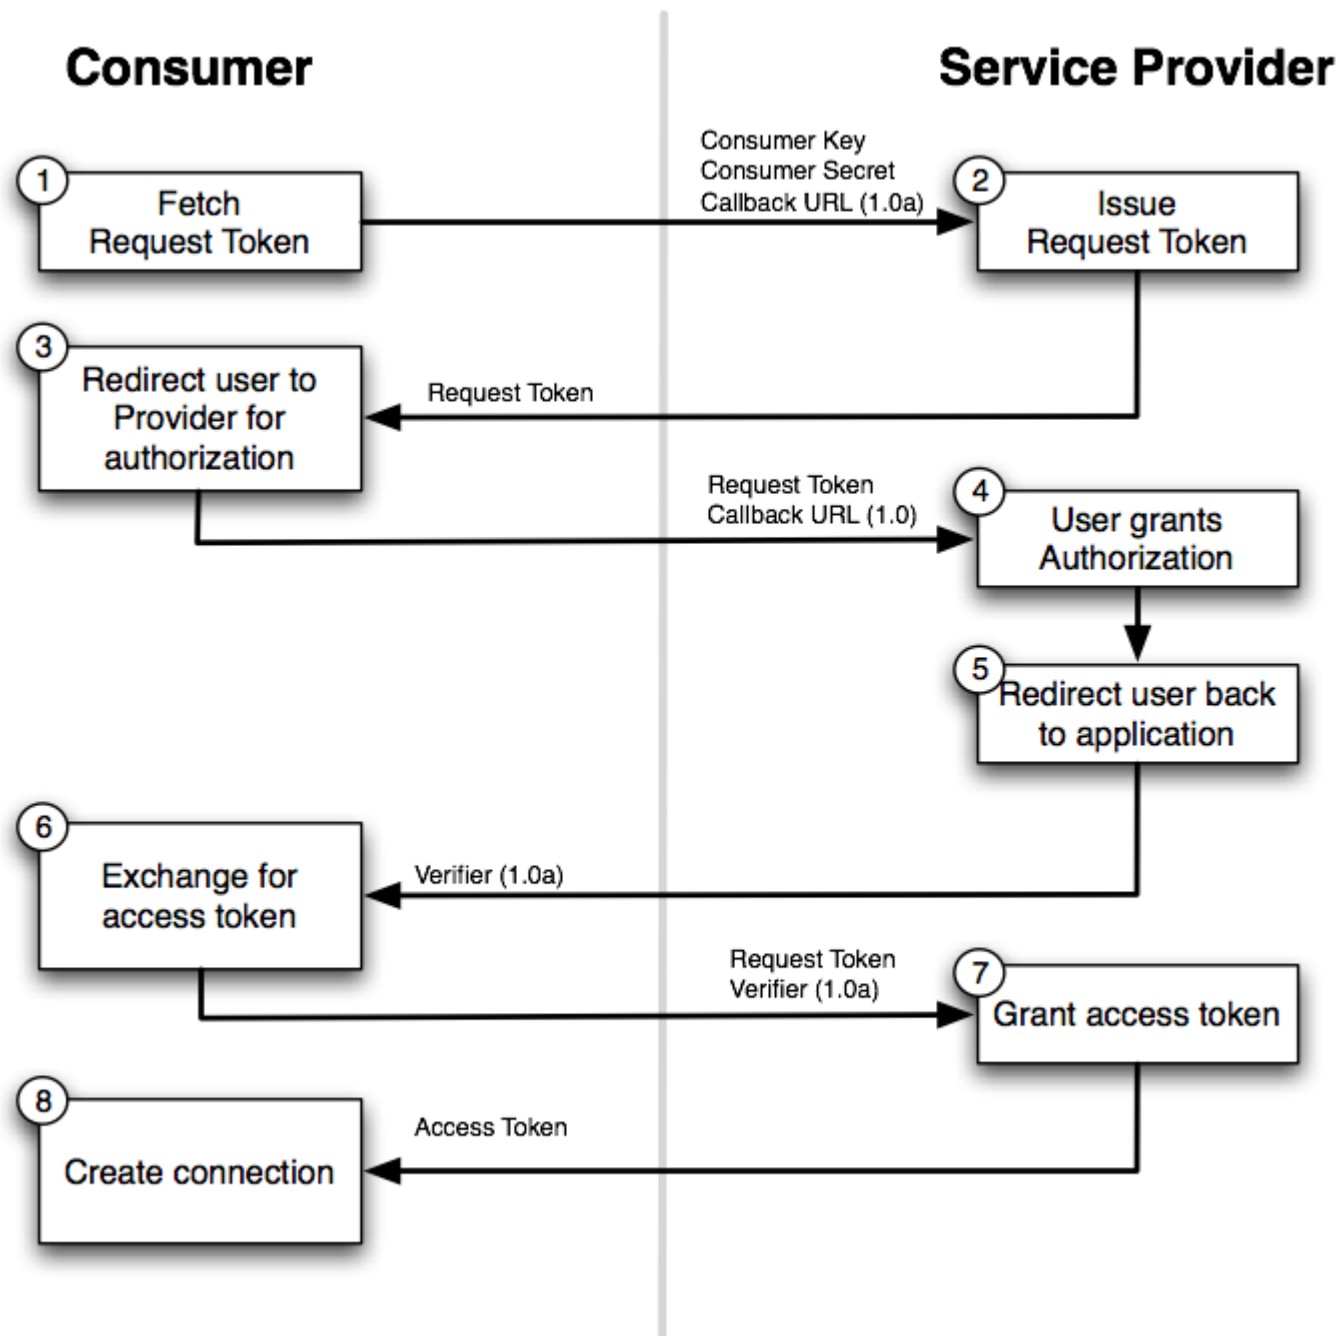 Consumer
Service Provider
Consumer Key
Consumer Secret
Callback URL (1.0a)
1
Fetch
Request Token
2
Issue
Request Token
3
Redirect user to
Provider for
authorization
Request Token
Request Token
Callback URL (1.0)
4
User grants
Authorization
5
Redirect user back
to application
6
Exchange for
access token
Verifier (1.0a)
Request Token
Verifier (1.0a)
7
Grant access token
8
Create connection
Access Token